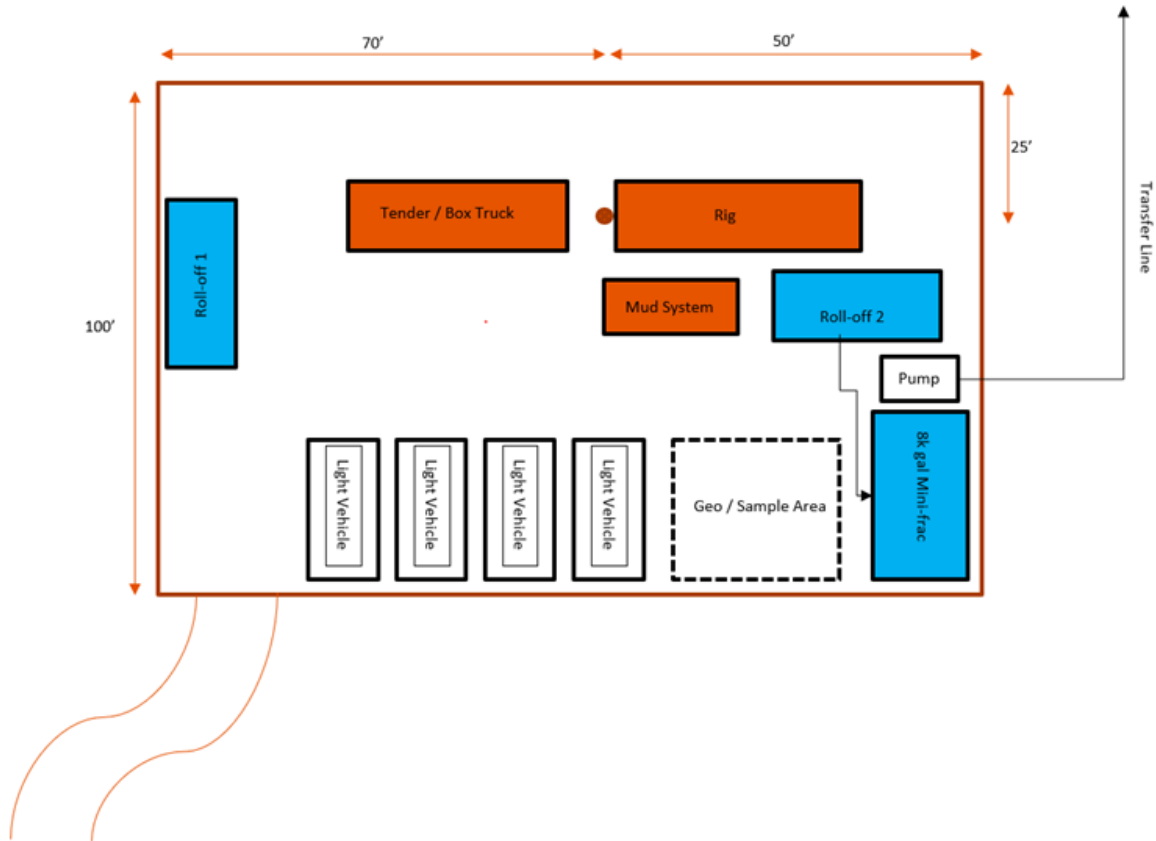 70’
50’
25’
100’
Transfer Line
Tender / Box Truck
Rig
Roll-off 1
Mud System
Roll-off 2
Pump
Light Vehicle
Light Vehicle
Light Vehicle
Light Vehicle
Geo / Sample Area
8k gal Mini-frac